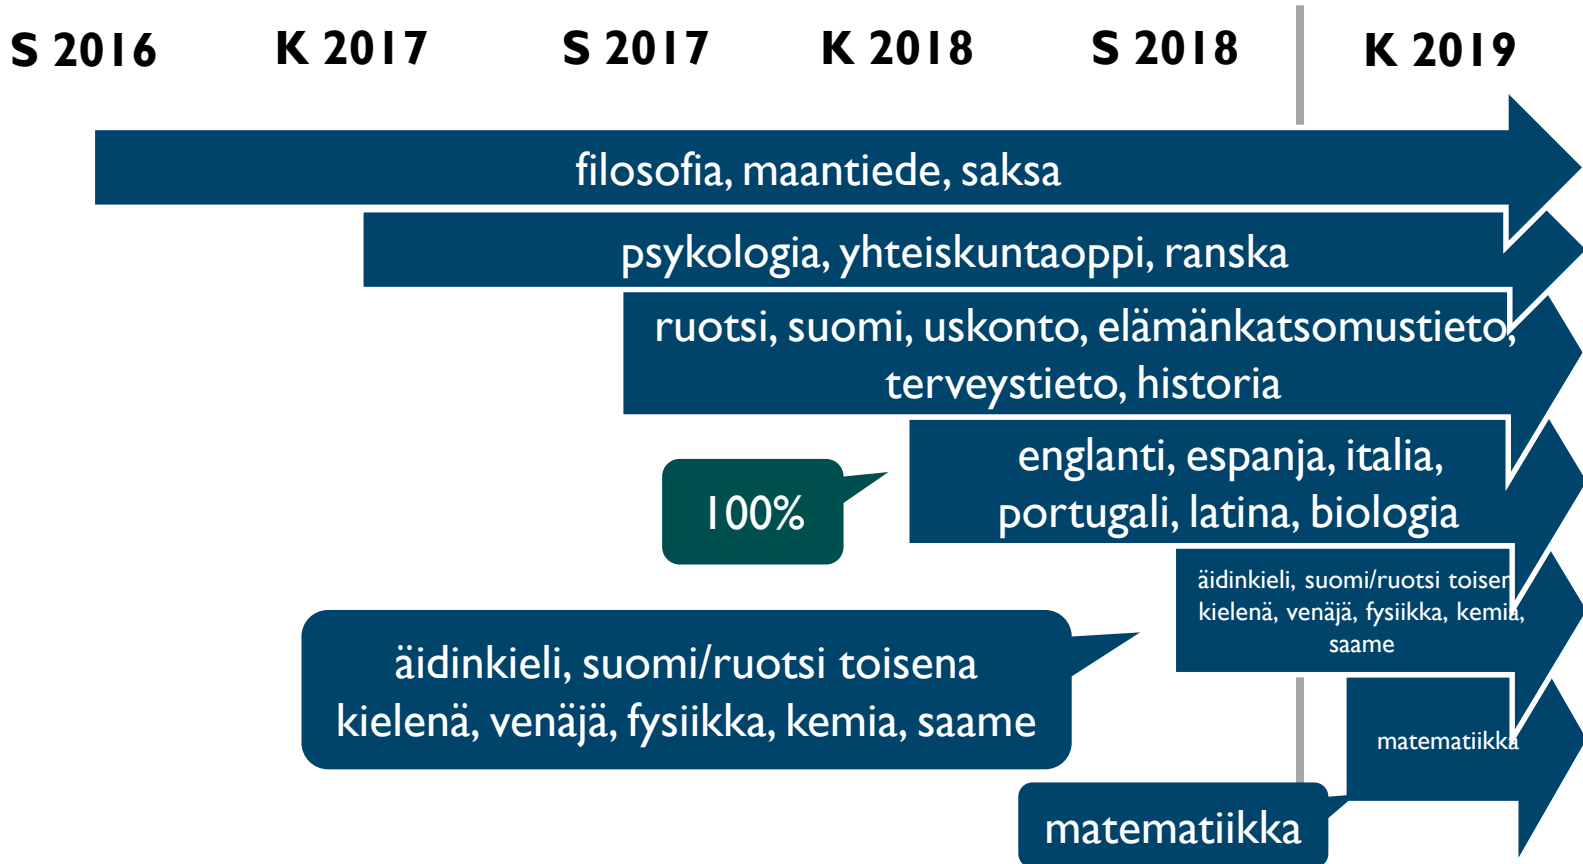 S 2016 K 2017 S 2017 K 2018 S 2018 K 2019
filosofia, maantiede, saksa
psykologia, yhteiskuntaoppi, ranska
ruotsi, suomi, uskonto, elämänkatsomustieto,
terveystieto, historia
englanti, espanja, italia,
portugali, latina, biologia
100%
äidinkieli, suomi/ruotsi toisen
kielenä, venäjä, fysiikka, kemia,
saame
äidinkieli, suomi/ruotsi toisena
kielenä, venäjä, fysiikka, kemia, saame
matematiikka
matematiikka